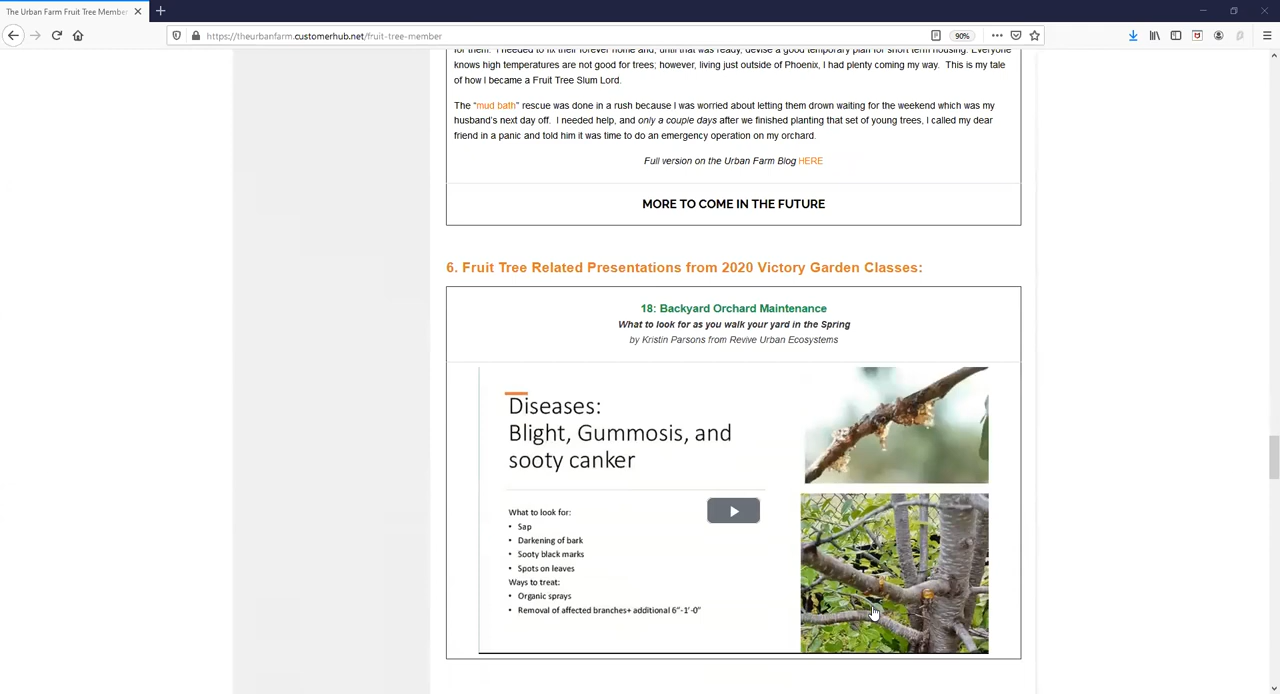 The Urban Farm Fruit Tree Member
https://theurbanfarm.customerhub.net/fruit-tree-member
90%
for them. I needed to fix their forever home and, until that was ready, devise a good temporary plan for short term housing. Everyone
knows high temperatures are not good for trees; however, living just outside of Phoenix, I had plenty coming my way. This is my tale
of how I became a Fruit Tree Slum Lord.
The "mud bath" rescue was done in a rush because I was worried about letting them drown waiting for the weekend which was my
husband's next day off. I needed help, and only a couple days after we finished planting that set of young trees, I called my dear
friend in a panic and told him it was time to do an emergency operation on my orchard.
Full version on the Urban Farm Blog HERE
MORE TO COME IN THE FUTURE
6. Fruit Tree Related Presentations from 2020 Victory Garden Classes:
18: Backyard Orchard Maintenance
What to look for as you walk your yard in the Spring
by Kristin Parsons from Revive Urban Ecosystems
Diseases:
Blight, Gummosis, and
sooty canker
What to look for:
• Sap
• Darkening of bark
• Sooty black marks
• Spots on leaves
Ways to treat:
• Organic sprays
• Removal of affected branches+ additional 6"-1'-0"